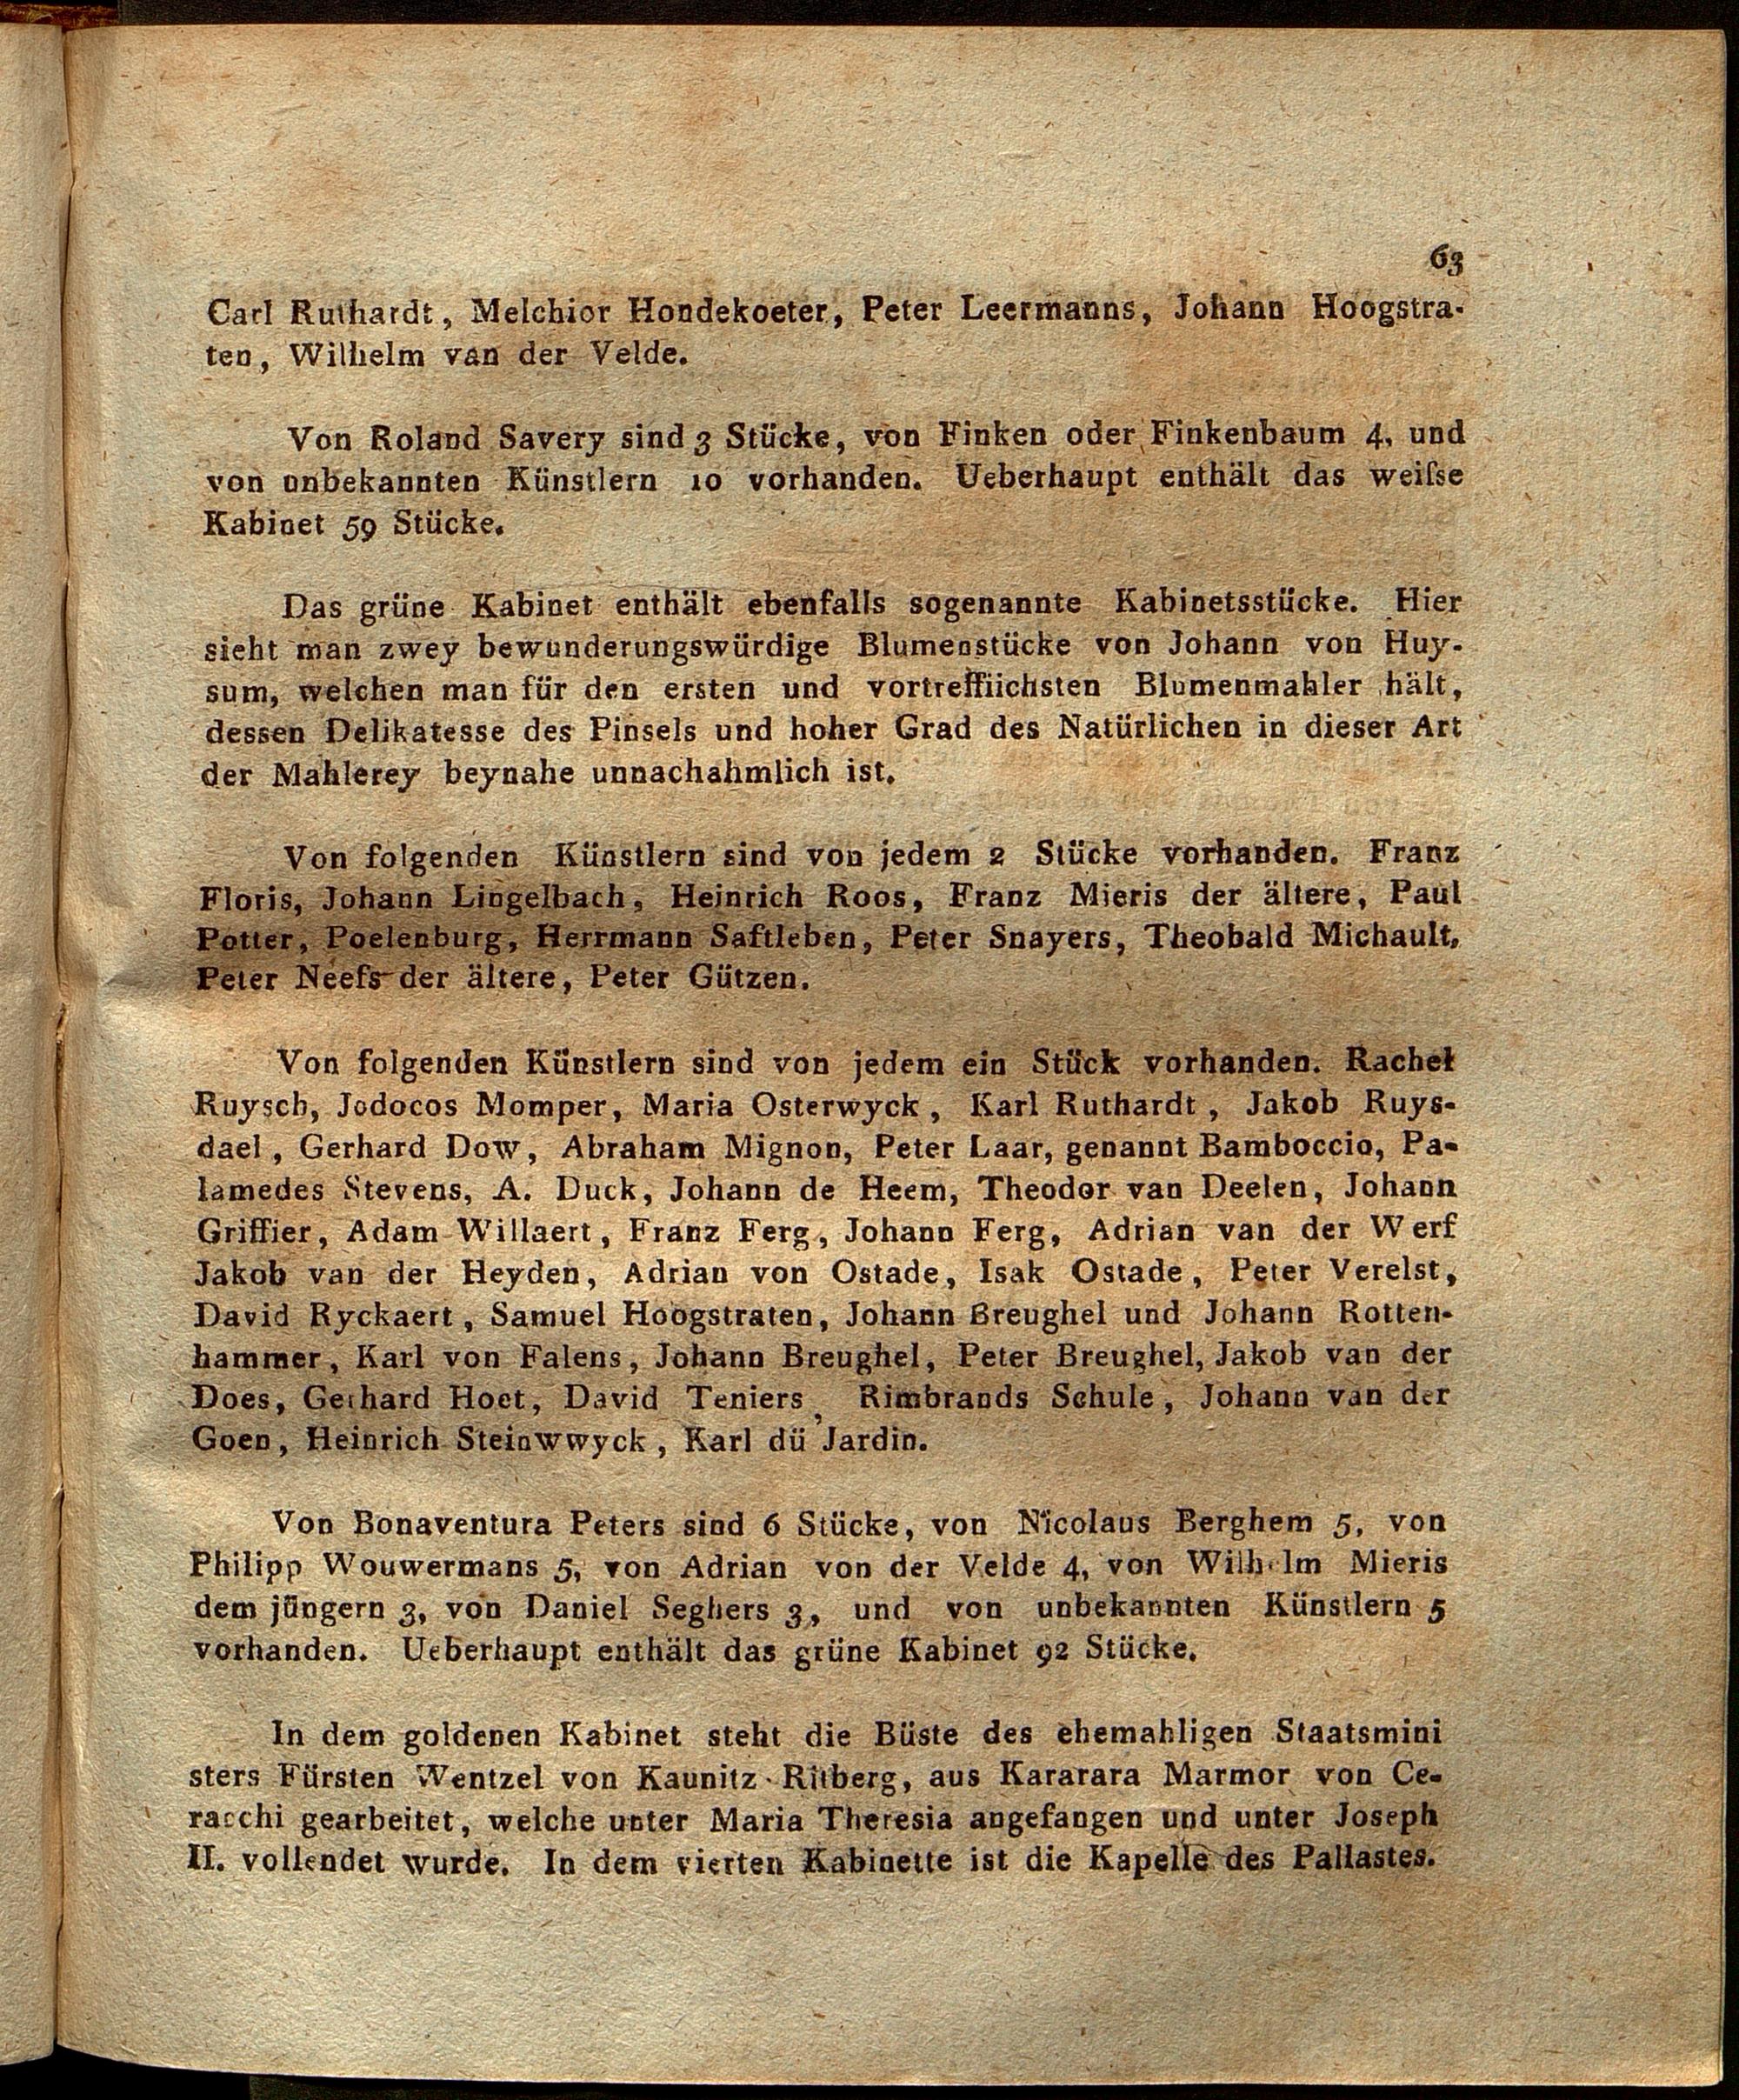 63
Carl Ruthardt, Melchior Hondekoeter, Peter Leermanns, Johann Hoogstra-
ten, Wilhelm van der Velde.
Von Roland Savery sind 3 Stücke, von Finken oder Finkenbaum 4, und
von unbekannten Künstlern 10 vorhanden. Ueberhaupt enthält das weiſse
Kabinet 59 Stücke.
Das grüne Kabinet enthält ebenfalls sogenannte Kabinetsstücke. Hier
sieht man zwey bewunderungswürdige Blumenstücke von Johann von Huy-
sum, welchen man für den ersten und vortrefflichsten Blumenmahler hält,
dessen Delikatesse des Pinsels und hoher Grad des Natürlichen in dieser Art
der Mahlerey beynahe unnachahmlich ist.
Von folgenden Künstlern sind von jedem 2 Stücke vorhanden. Franz
Floris, Johann Lingelbach, Heinrich Roos, Franz Mieris der ältere, Paul
Potter, Poelenburg, Herrmann Saftleben, Peter Snayers, Theobald Michault,
Peter Neefs der ältere, Peter Gützen.
Von folgenden Künstlern sind von jedem ein Stück vorhanden. Rachel
Ruysch, Jodocos Momper, Maria Osterwyck, Karl Ruthardt, Jakob Ruys-
dael, Gerhard Dow, Abraham Mignon, Peter Laar, genannt Bamboccio, Pa-
lamedes Stevens, A. Duck, Johann de Heem, Theodor van Deelen, Johann
Griffier, Adam Willaert, Franz Ferg, Johann Ferg, Adrian van der Werf
Jakob van der Heyden, Adrian von Ostade, Isak Ostade, Peter Verelst,
David Ryckaert, Samuel Hoogstraten, Johann Breughel und Johann Rotten-
hammer, Karl von Falens, Johann Breughel, Peter Breughel, Jakob van der
Does, Gerhard Hoet, David Teniers, Rimbrands Schule, Johann van der
Goen, Heinrich Steinwwyck, Karl dü Jardin.
Von Bonaventura Peters sind 6 Stücke, von Nicolaus Berghem 5, von
Philipp Wouwermans 5, von Adrian von der Velde 4, von Wilhelm Mieris
dem jüngern 3, von Daniel Seghers 3, und von unbekannten Künstlern 5
vorhanden. Ueberhaupt enthält das grüne Kabinet 92 Stücke.
In dem goldenen Kabinet steht die Büste des ehemahligen Staatsmini
sters Fürsten Wentzel von Kaunitz-Ritberg, aus Kararara Marmor von Ce-
racchi gearbeitet, welche unter Maria Theresia angefangen und unter Joseph
II. vollendet wurde. In dem vierten Kabinette ist die Kapelle des Pallastes.